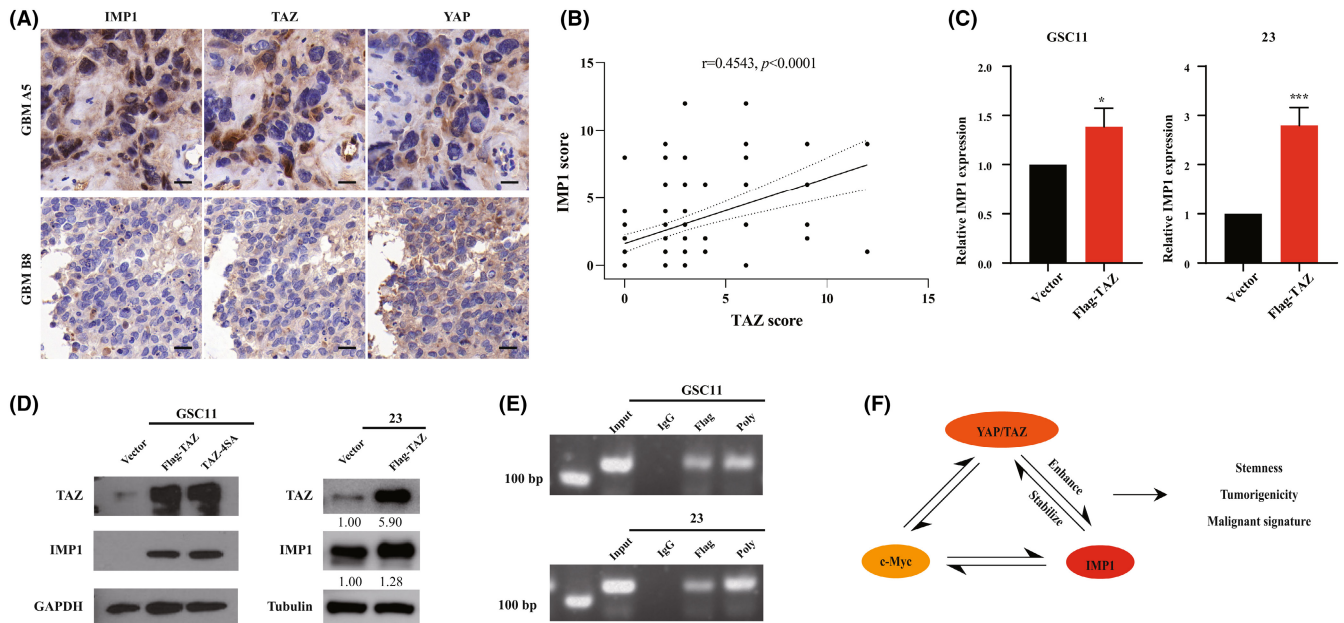 (A)
IMP1 TAZ YAP
GBM A5
GBM B8
(B)
r=0.4543, p<0.0001
IMP1 score
15
10
5
0
0 5 10 15
TAZ score
(C)
GSC11
Relative IMP1 expression
2.0
1.5
1.0
0.5
0.0
*
Vector
Flag-TAZ
23
Relative IMP1 expression
4
3
2
1
0
***
Vector
Flag-TAZ
(D)
GSC11
Vector
Flag-TAZ
TAZ-4SA
TAZ
IMP1
GAPDH
23
Vector
Flag-TAZ
TAZ
1.00 5.90
IMP1
1.00 1.28
Tubulin
(E)
GSC11
Input
IgG
Flag
Poly
100 bp
23
Input
IgG
Flag
Poly
100 bp
(F)
YAP/TAZ
Enhance
Stabilize
c-Myc
IMP1
Stemness
Tumorigenicity
Malignant signature